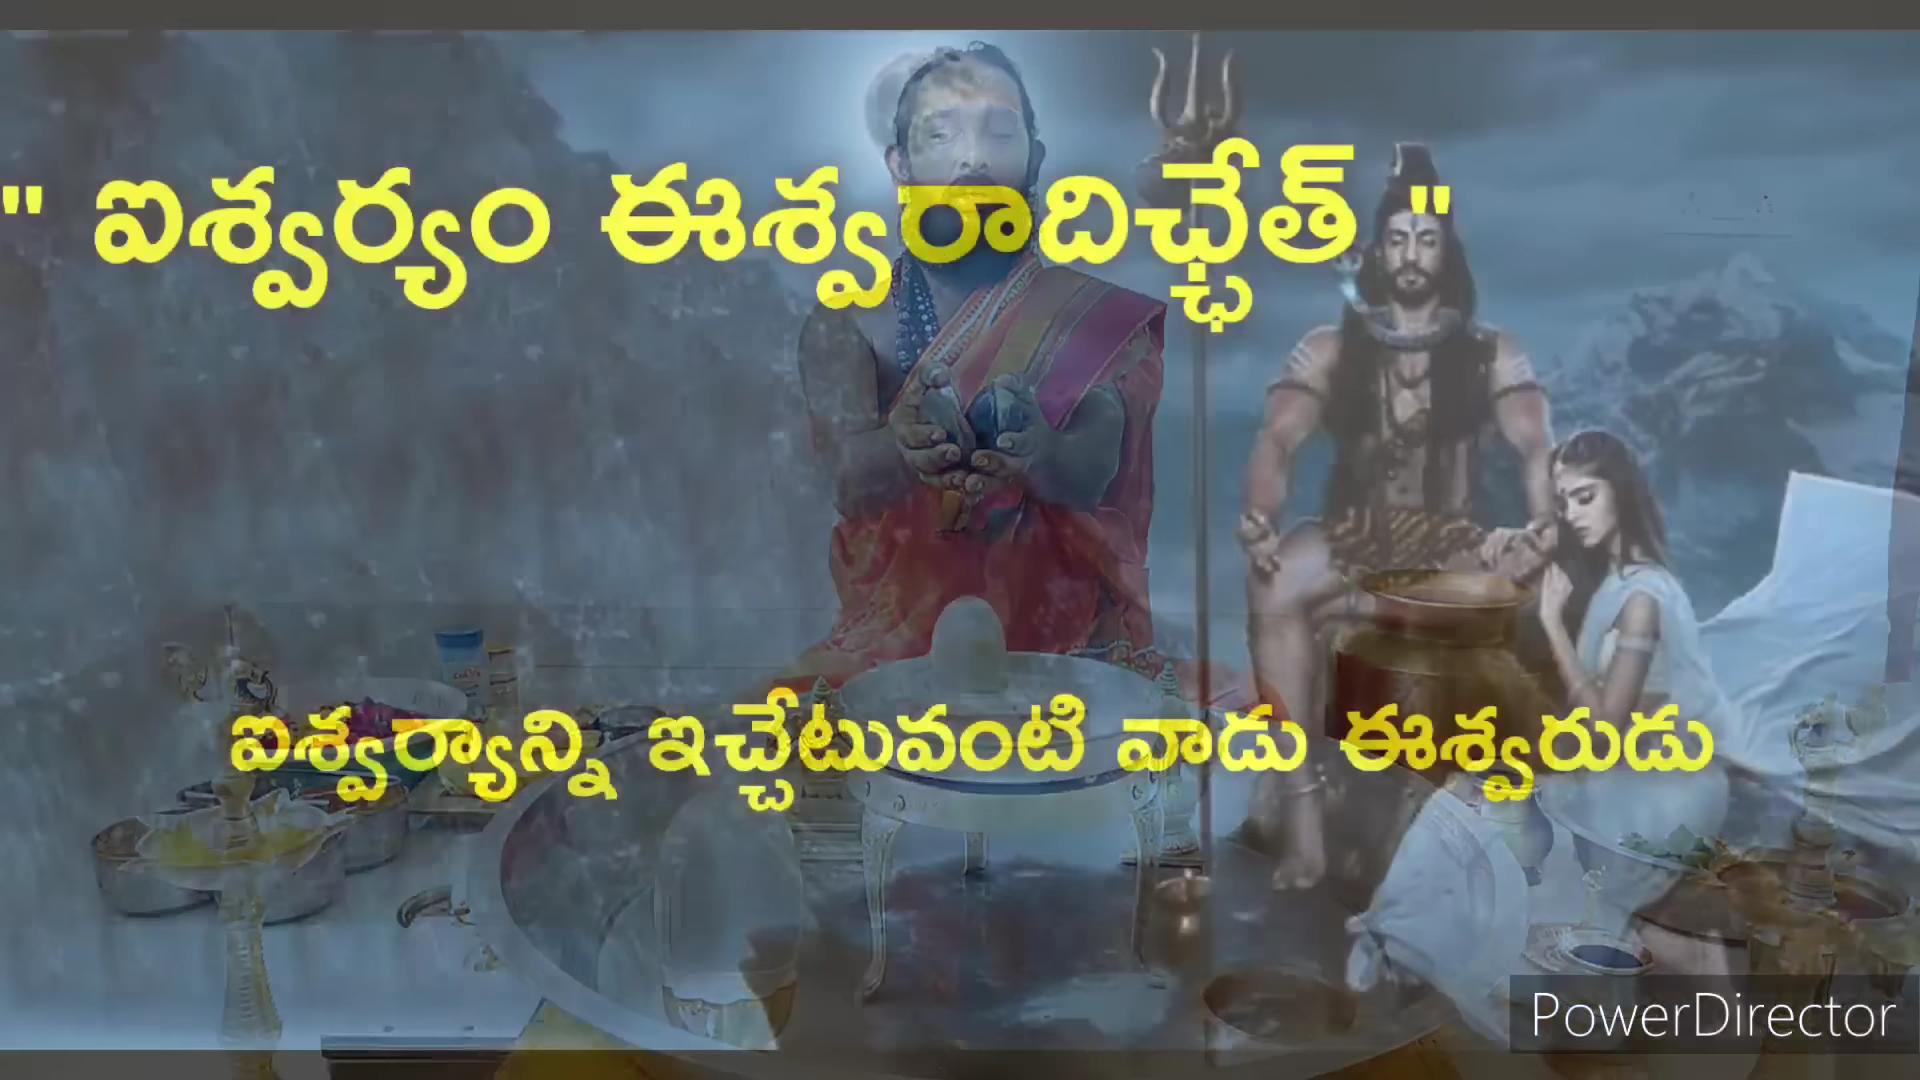 " ఐశ్వర్యం ఈశ్వరాదిచ్ఛేత్ "
ఐశ్వర్యాన్ని ఇచ్చేటువంటి వాడు ఈశ్వరుడు
PowerDirector